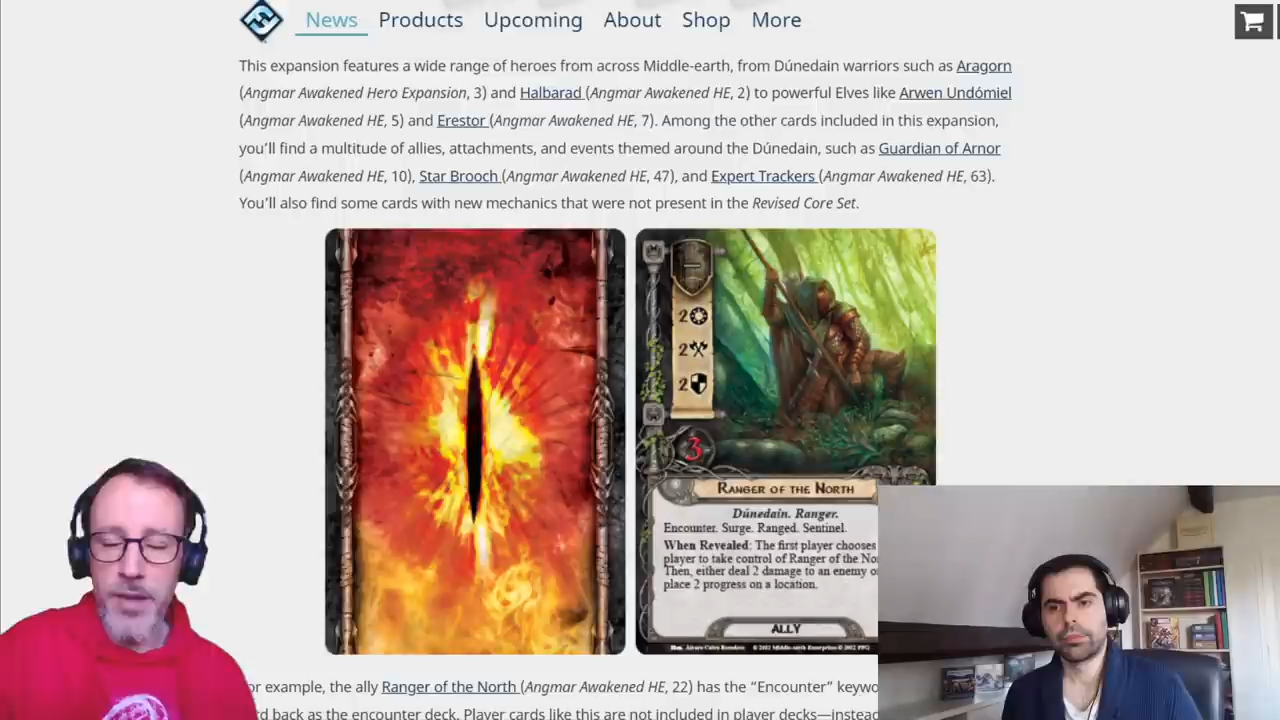 News Products Upcoming About Shop More
This expansion features a wide range of heroes from across Middle-earth, from Dúnedain warriors such as Aragorn
(Angmar Awakened Hero Expansion, 3) and Halbarad (Angmar Awakened HE, 2) to powerful Elves like Arwen Undómiel
(Angmar Awakened HE, 5) and Erestor (Angmar Awakened HE, 7). Among the other cards included in this expansion,
you’ll find a multitude of allies, attachments, and events themed around the Dúnedain, such as Guardian of Arnor
(Angmar Awakened HE, 10), Star Brooch (Angmar Awakened HE, 47), and Expert Trackers (Angmar Awakened HE, 63).
You’ll also find some cards with new mechanics that were not present in the Revised Core Set.
–
2
2
2
3
Ranger of the North
Dúnedain. Ranger.
Encounter. Surge. Ranged. Sentinel.
When Revealed: The first player chooses
player to take control of Ranger of the No
Then, either deal 2 damage to an enemy o
place 2 progress on a location.
ALLY
or example, the ally Ranger of the North (Angmar Awakened HE, 22) has the “Encounter” keywo
rd back as the encounter deck. Player cards like this are not included in player decks—instead